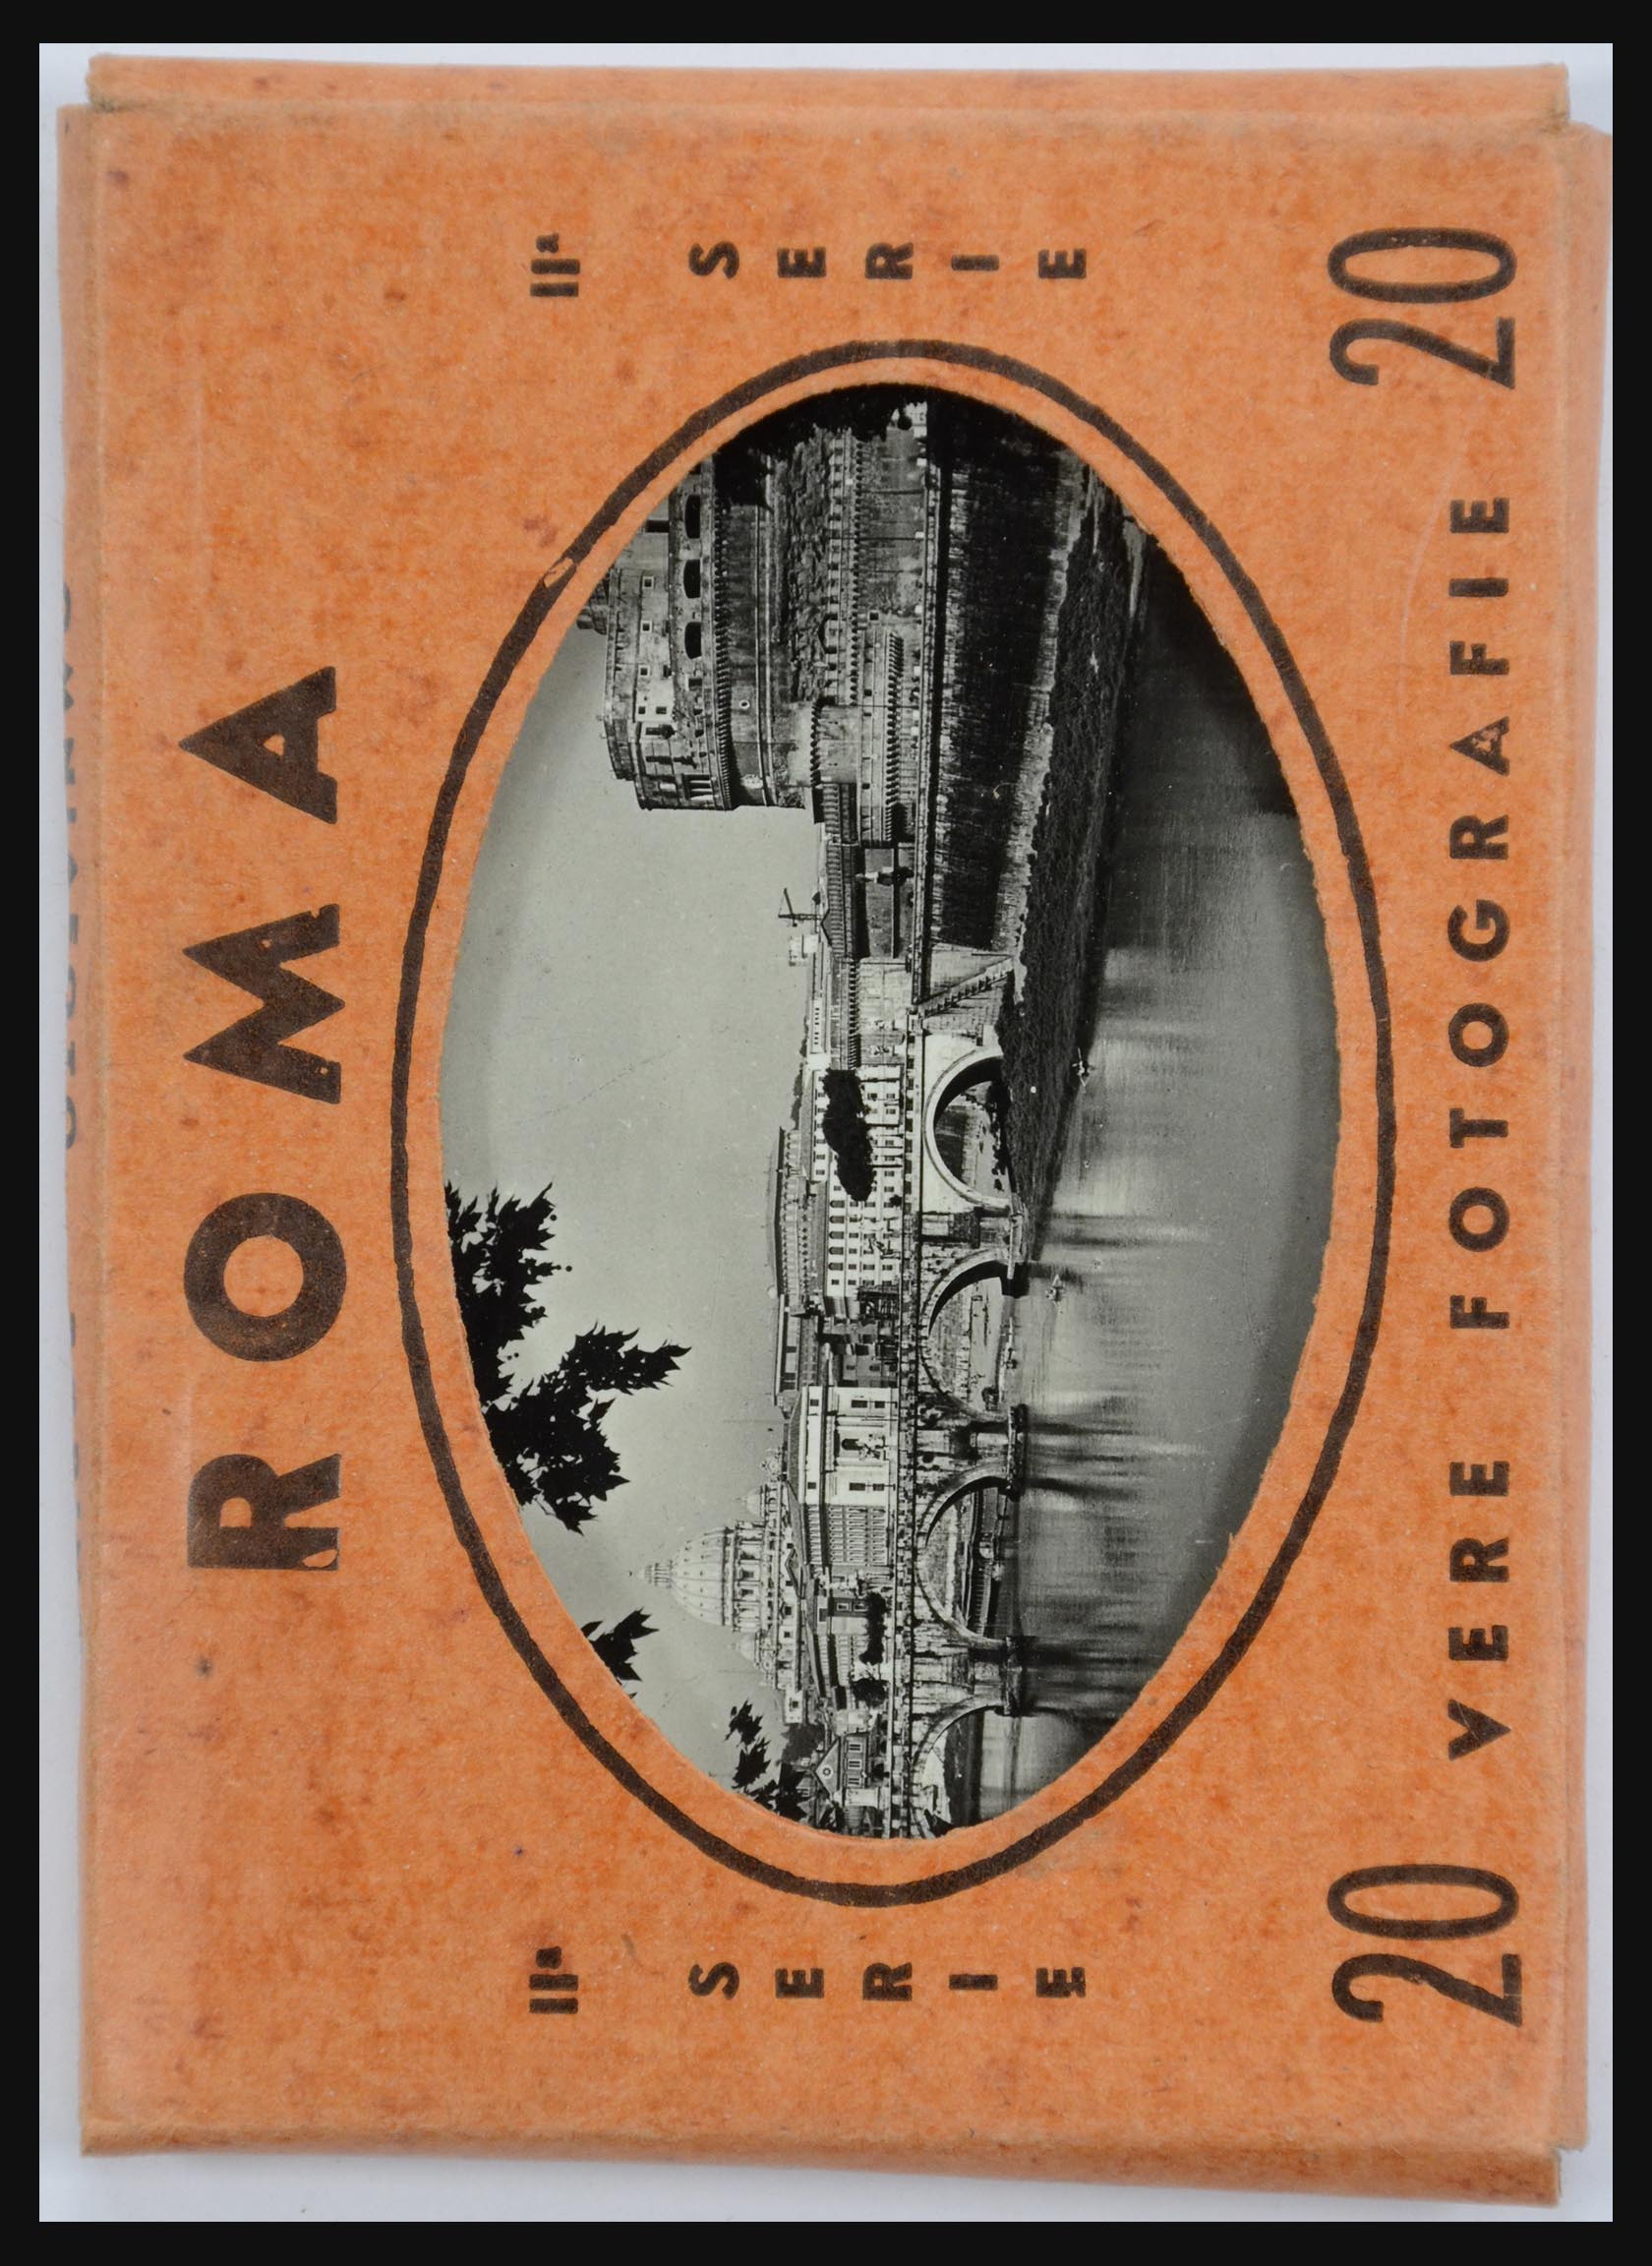 ROMA
IIª SERIE
IIª SERIE
20 VERE FOTOGRAFIE 20